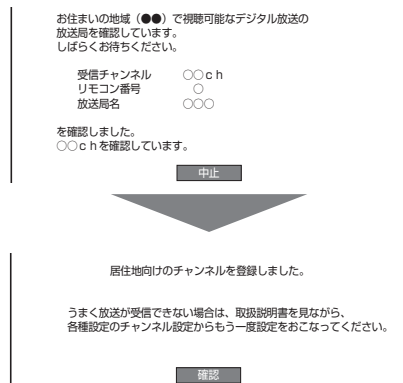 お住まいの地域(●●)で視聴可能なデジタル放送の
放送局を確認しています。
しばらくお待ちください。
受信チャンネル ○○ch
リモコン番号 ○
放送局名 ○○○
を確認しました。
○○chを確認しています。
中止
居住地向けのチャンネルを登録しました。
うまく放送が受信できない場合は、取扱説明書を見ながら、
各種設定のチャンネル設定からもう一度設定をおこなってください。
確認